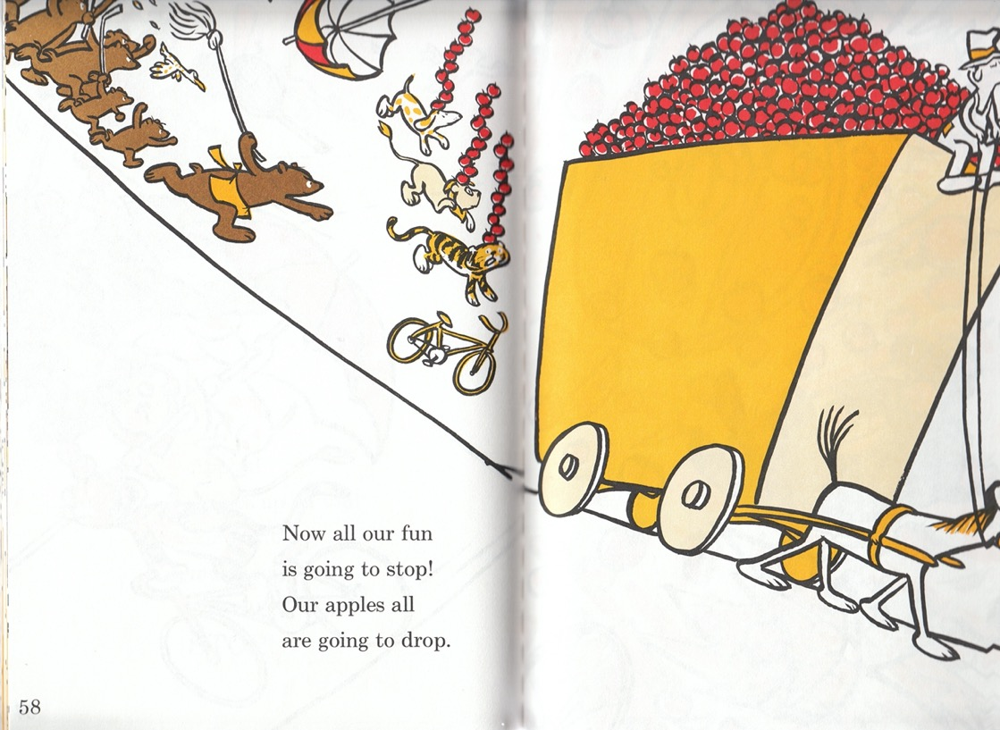 Now all our fun
is going to stop!
Our apples all
are going to drop.
58